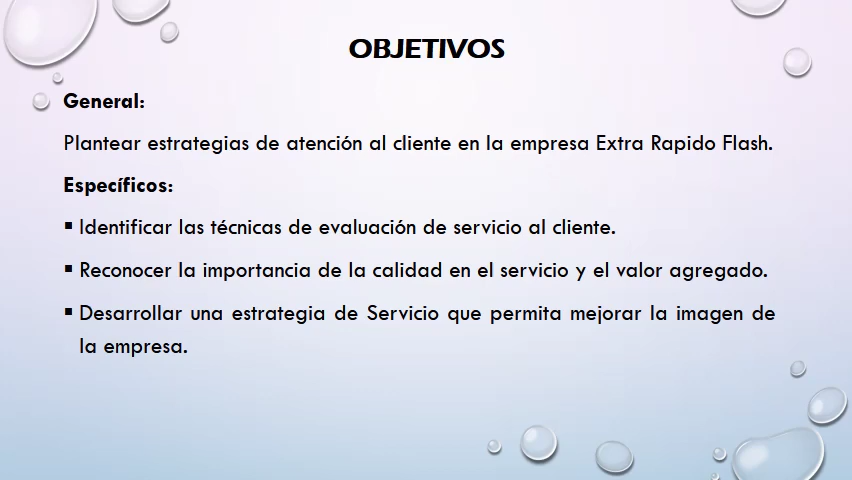 OBJETIVOS
General:
Plantear estrategias de atención al cliente en la empresa Extra Rapido Flash.
Específicos:
▪ Identificar las técnicas de evaluación de servicio al cliente.
▪ Reconocer la importancia de la calidad en el servicio y el valor agregado.
▪ Desarrollar una estrategia de Servicio que permita mejorar la imagen de
la empresa.